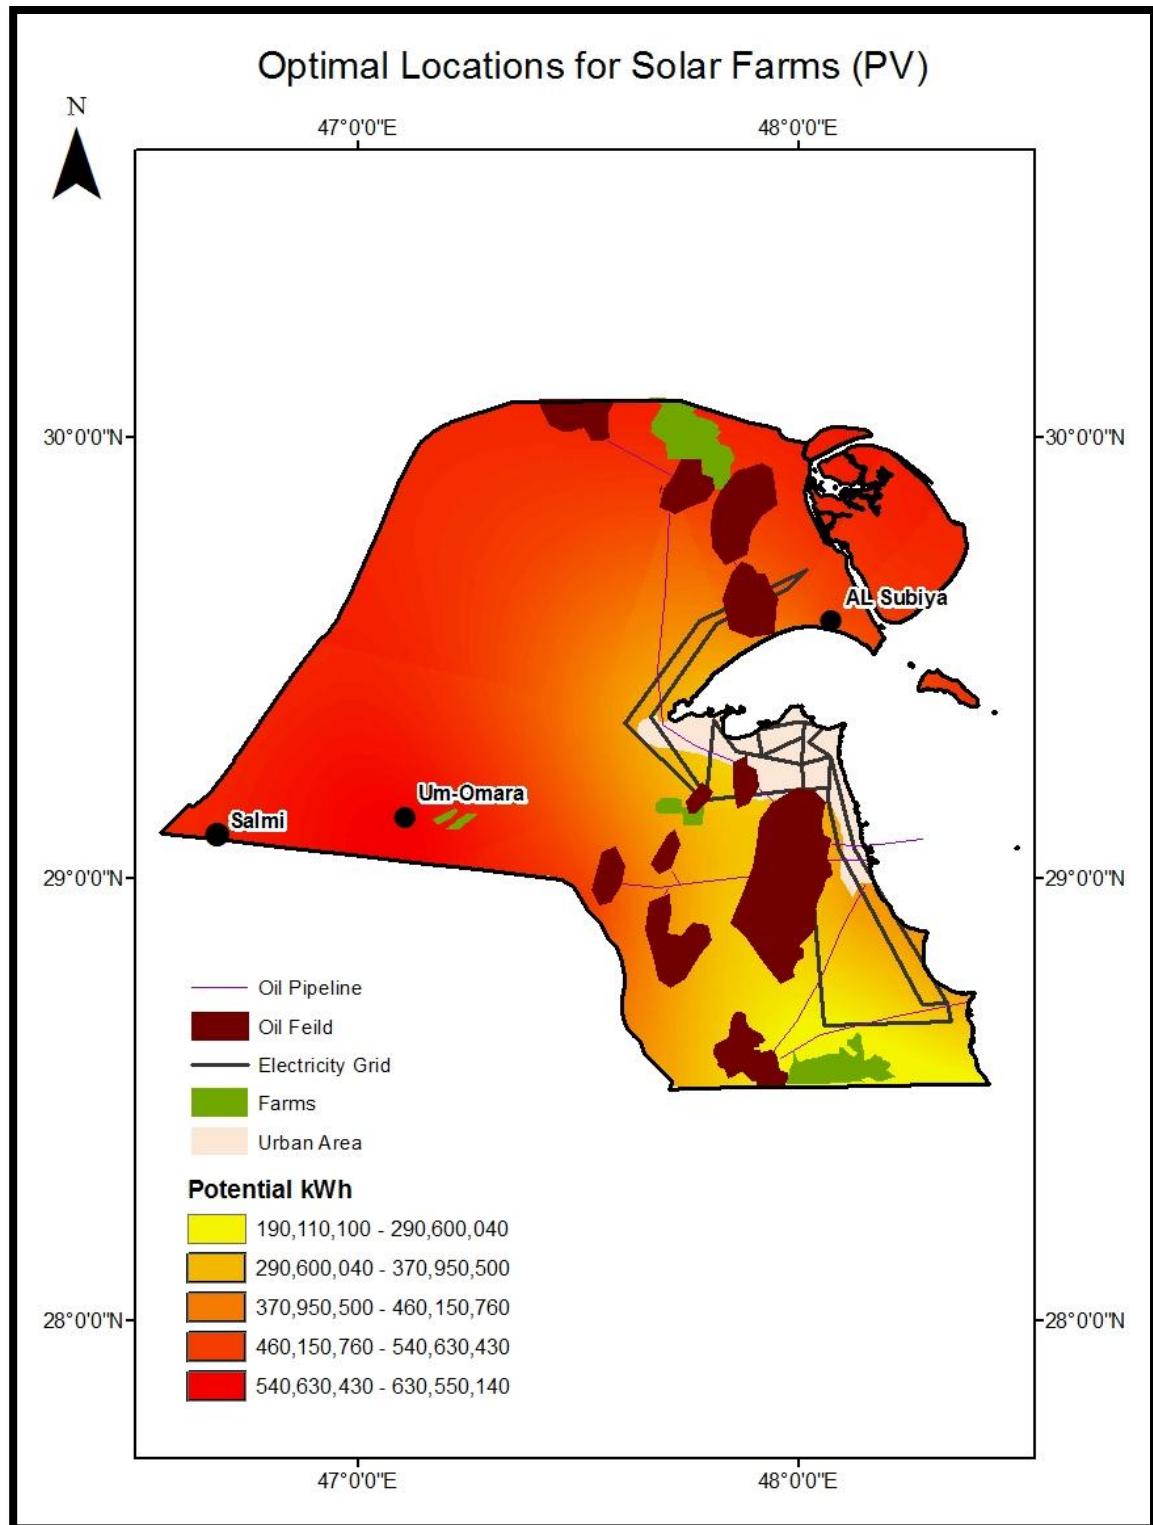 Optimal Locations for Solar Farms (PV)
N
47°0'0"E
48°0'0"E
30°0'0"N
30°0'0"N
AL Subiya
Um-Omara
Salmi
29°0'0"N
29°0'0"N
Oil Pipeline
Oil Feild
Electricity Grid
Farms
Urban Area
Potential kWh
190,110,100 - 290,600,040
290,600,040 - 370,950,500
370,950,500 - 460,150,760
460,150,760 - 540,630,430
540,630,430 - 630,550,140
28°0'0"N
28°0'0"N
47°0'0"E
48°0'0"E